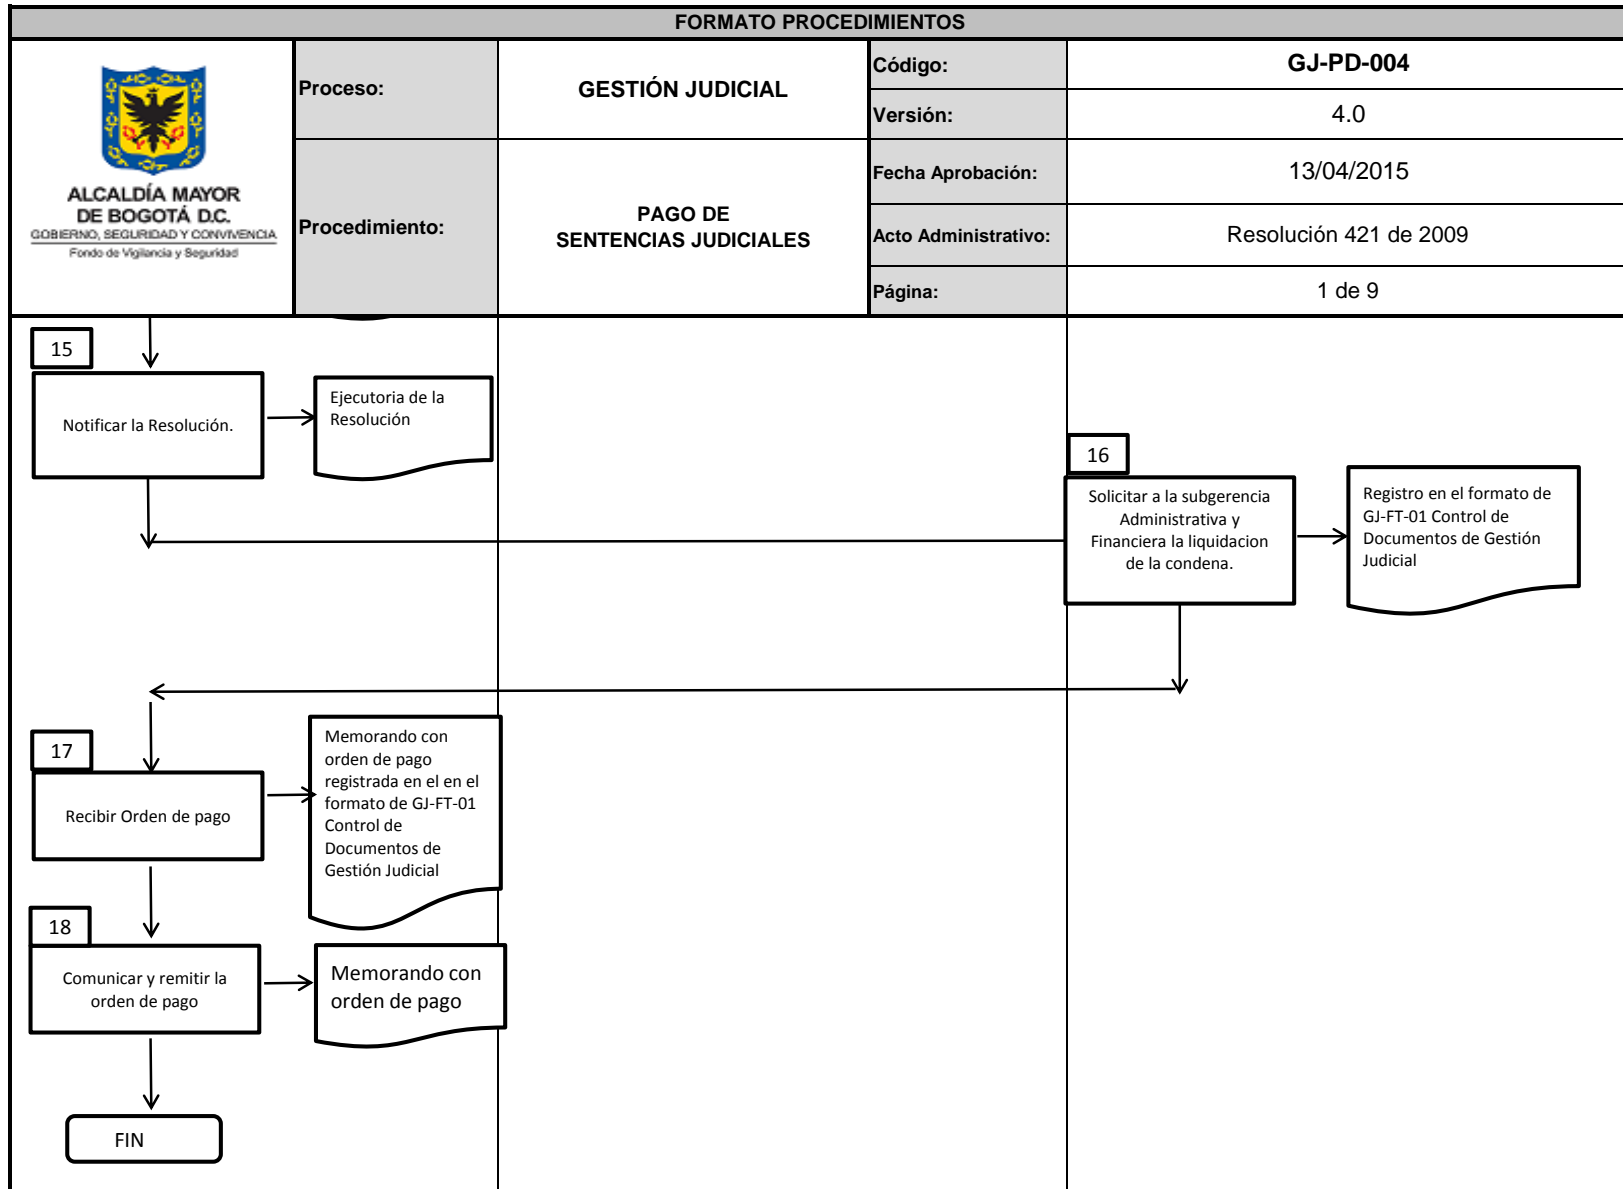 FORMATO PROCEDIMIENTOS
ALCALDÍA MAYOR
DE BOGOTÁ D.C.
GOBIERNO, SEGURIDAD Y CONVIVENCIA
Fondo de Vigilancia y Seguridad
Proceso:
GESTIÓN JUDICIAL
Código:
GJ-PD-004
Versión:
4.0
Procedimiento:
PAGO DE
SENTENCIAS JUDICIALES
Fecha Aprobación:
13/04/2015
Acto Administrativo:
Resolución 421 de 2009
Página:
1 de 9
15
Notificar la Resolución.
Ejecutoria de la
Resolución
16
Solicitar a la subgerencia
Administrativa y
Financiera la liquidacion
de la condena.
Registro en el formato de
GJ-FT-01 Control de
Documentos de Gestión
Judicial
17
Recibir Orden de pago
Memorando con
orden de pago
registrada en el en el
formato de GJ-FT-01
Control de
Documentos de
Gestión Judicial
18
Comunicar y remitir la
orden de pago
Memorando con
orden de pago
FIN